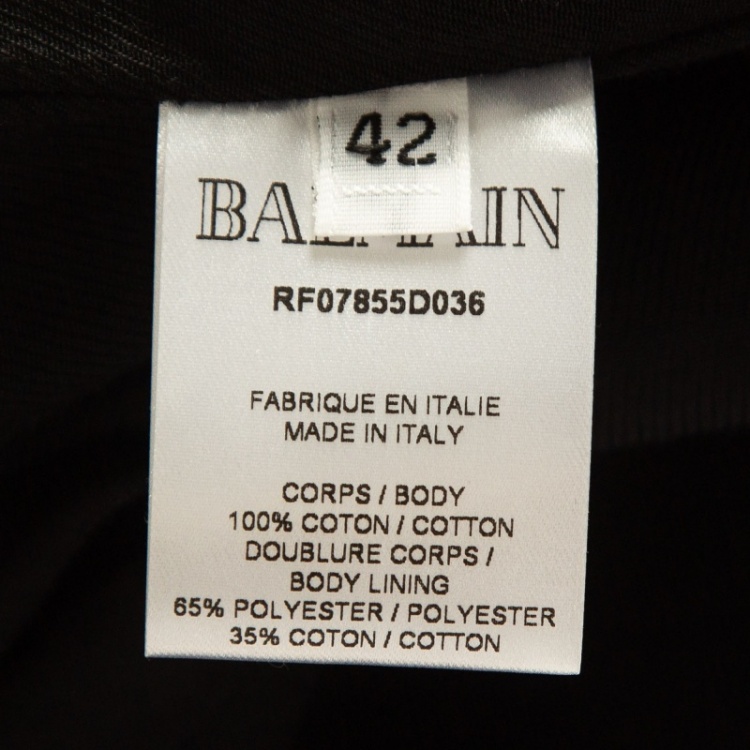 42
BALMAIN
RF07855D036
FABRIQUE EN ITALIE
MADE IN ITALY
CORPS / BODY
100% COTON / COTTON
DOUBLURE CORPS /
BODY LINING
65% POLYESTER / POLYESTER
35% COTON / COTTON